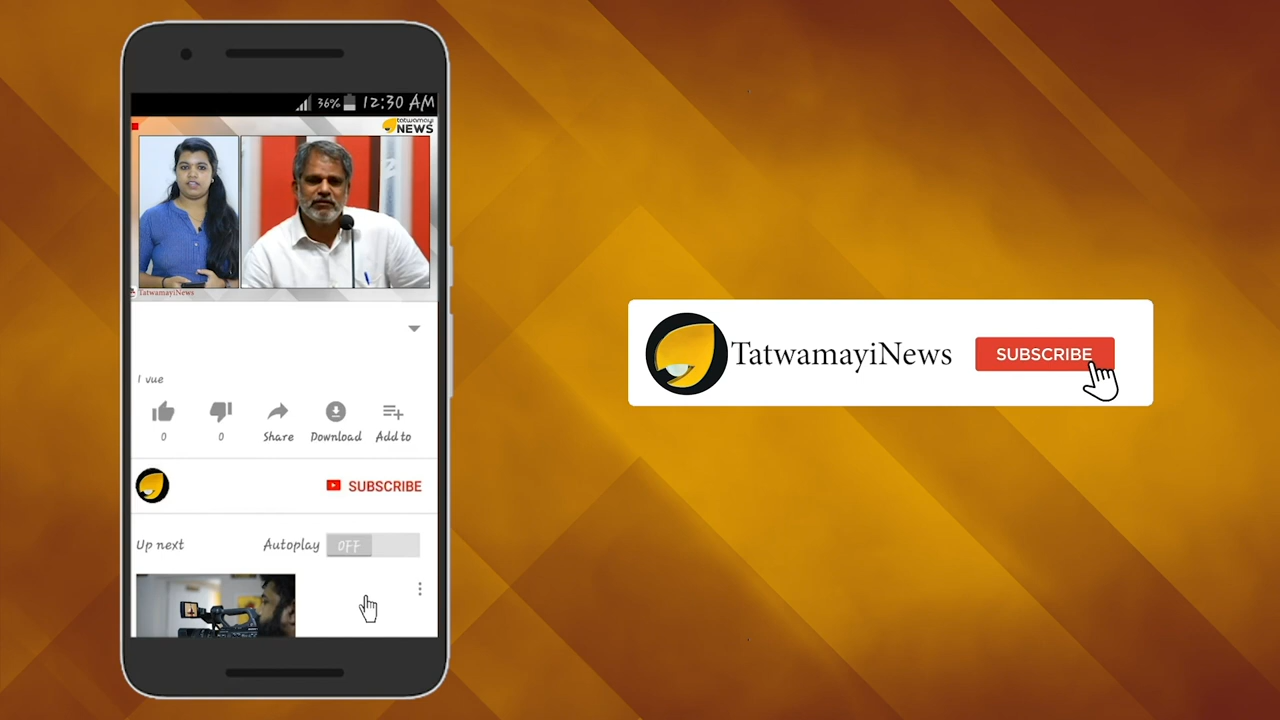 36% 12:30 AM
tatwamayi
NEWS
TatwamayiNews
1 vue
0 0 Share Download Add to
SUBSCRIBE
Up next Autoplay OFF
TatwamayiNews SUBSCRIBE